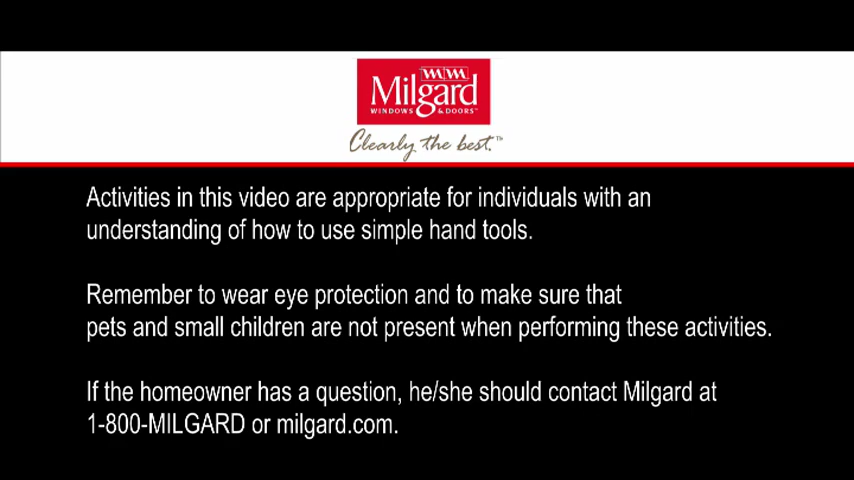 Milgard
WINDOWS & DOORS™
Clearly the best.™
Activities in this video are appropriate for individuals with an
understanding of how to use simple hand tools.
Remember to wear eye protection and to make sure that
pets and small children are not present when performing these activities.
If the homeowner has a question, he/she should contact Milgard at
1-800-MILGARD or milgard.com.